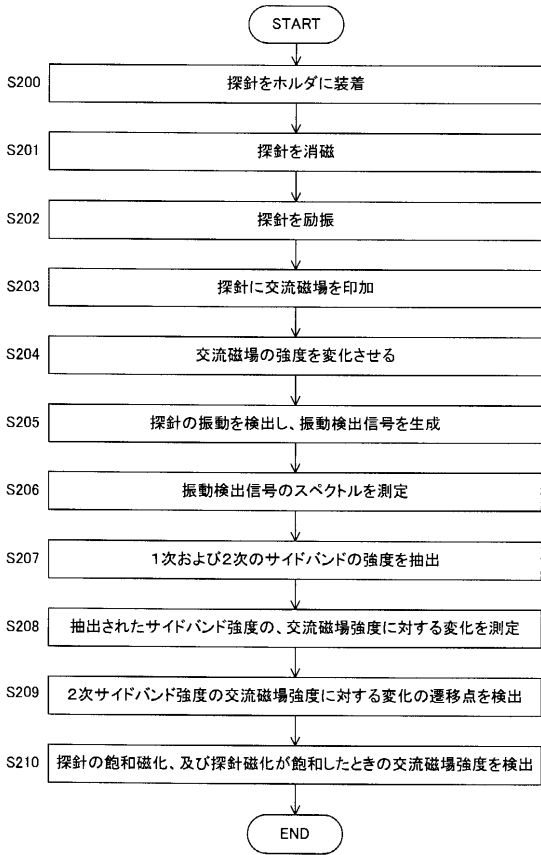 START
S200 探針をホルダに装着
S201 探針を消磁
S202 探針を励振
S203 探針に交流磁場を印加
S204 交流磁場の強度を変化させる
S205 探針の振動を検出し、振動検出信号を生成
S206 振動検出信号のスペクトルを測定
S207 1次および2次のサイドバンドの強度を抽出
S208 抽出されたサイドバンド強度の、交流磁場強度に対する変化を測定
S209 2次サイドバンド強度の交流磁場強度に対する変化の遷移点を検出
S210 探針の飽和磁化、及び探針磁化が飽和したときの交流磁場強度を検出
END